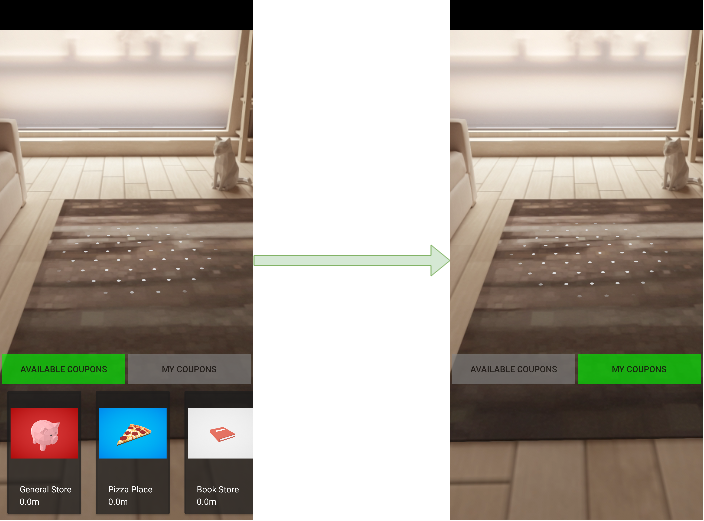 AVAILABLE COUPONS
MY COUPONS
General Store
0.0m
Pizza Place
0.0m
Book Store
0.0m
AVAILABLE COUPONS
MY COUPONS